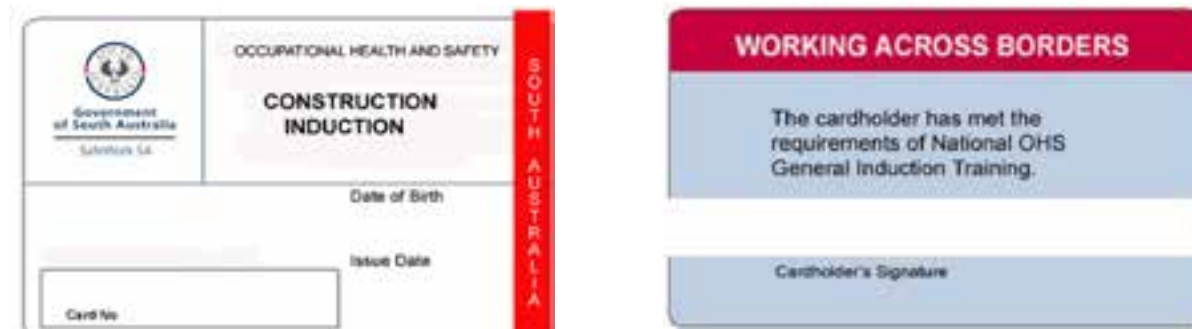 Government
of South Australia
SafeWork SA
OCCUPATIONAL HEALTH AND SAFETY
CONSTRUCTION
INDUCTION
SOUTH AUSTRALIA
Date of Birth
Issue Date
Card No
WORKING ACROSS BORDERS
The cardholder has met the
requirements of National OHS
General Induction Training.
Cardholder's Signature